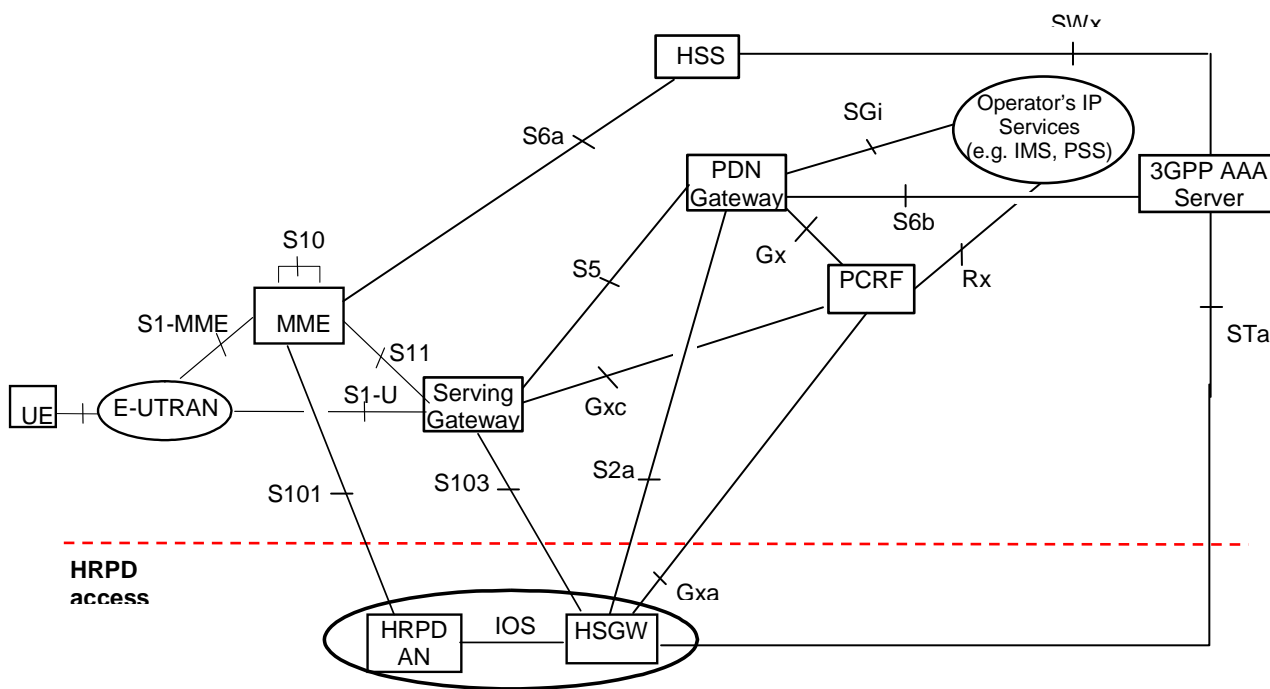 SWx
HSS
Operator's IP
Services
(e.g. IMS, PSS)
SGi
S6a
PDN
Gateway
3GPP AAA
Server
S6b
S10
Gx
S5
PCRF
Rx
S1-MME
MME
STa
S11
S1-U
Serving
Gateway
Gxc
UE
E-UTRAN
S2a
S101
S103
HRPD
access
Gxa
HRPD
AN
IOS
HSGW